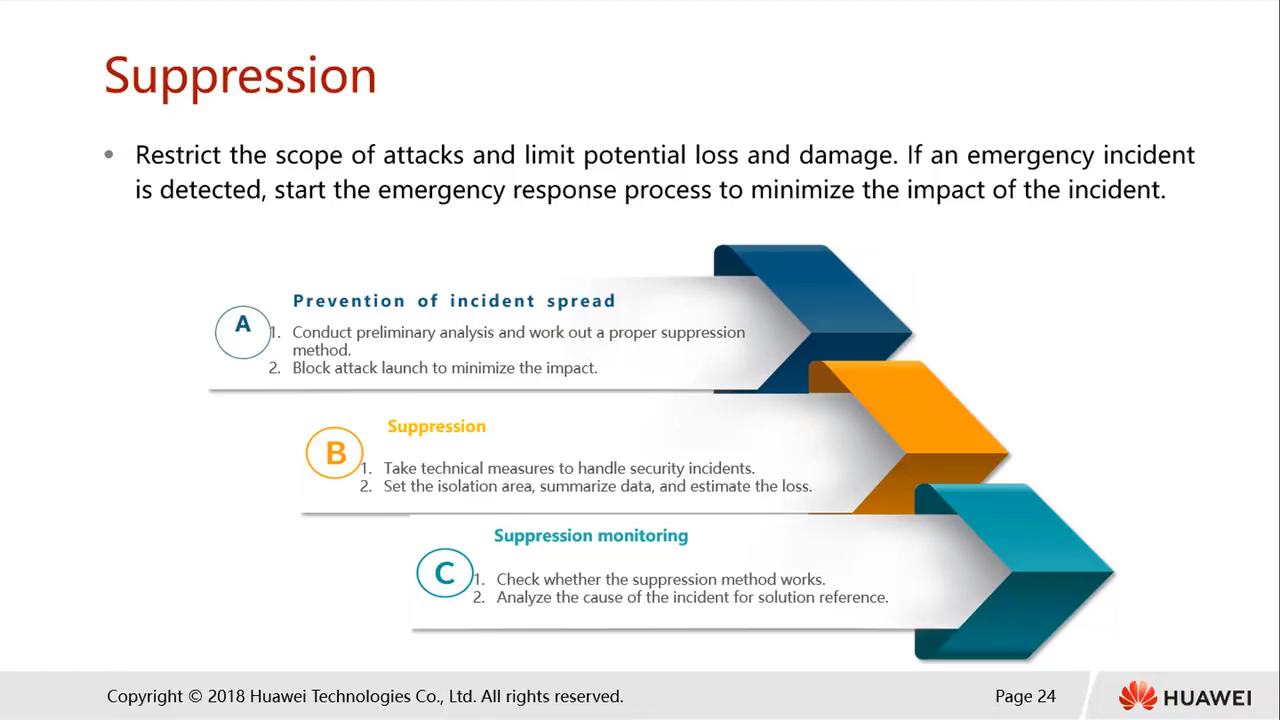 Suppression
• Restrict the scope of attacks and limit potential loss and damage. If an emergency incident
is detected, start the emergency response process to minimize the impact of the incident.
A
Prevention of incident spread
1. Conduct preliminary analysis and work out a proper suppression
method.
2. Block attack launch to minimize the impact.
B
Suppression
1. Take technical measures to handle security incidents.
2. Set the isolation area, summarize data, and estimate the loss.
C
Suppression monitoring
1. Check whether the suppression method works.
2. Analyze the cause of the incident for solution reference.
Copyright © 2018 Huawei Technologies Co., Ltd. All rights reserved.
Page 24
HUAWEI